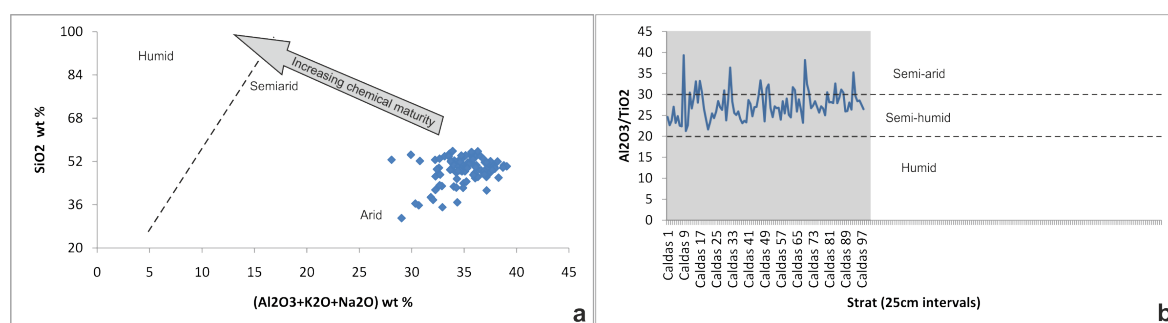 100
84
68
52
36
20
SiO2 wt %
Humid
Semiarid
Increasing chemical maturity
Arid
0
5
10
15
20
25
30
35
40
45
(Al2O3+K2O+Na2O) wt %
a
45
40
35
30
25
20
15
10
5
0
Al2O3/TiO2
Semi-arid
Semi-humid
Humid
Caldas 1
Caldas 9
Caldas 17
Caldas 25
Caldas 33
Caldas 41
Caldas 49
Caldas 57
Caldas 65
Caldas 73
Caldas 81
Caldas 89
Caldas 97
Strat (25cm intervals)
b